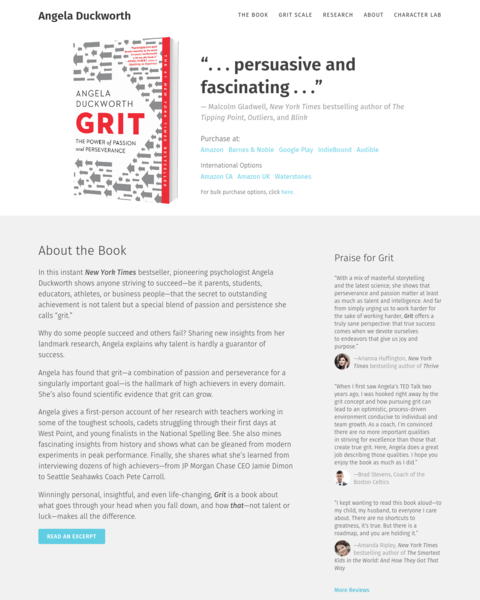 Angela Duckworth
THE BOOK GRIT SCALE RESEARCH ABOUT CHARACTER LAB
ANGELA
DUCKWORTH
GRIT
THE POWER of PASSION
and PERSEVERANCE
“. . . persuasive and
fascinating . . .”
— Malcolm Gladwell, New York Times bestselling author of The
Tipping Point, Outliers, and Blink
Purchase at:
Amazon Barnes & Noble Google Play IndieBound Audible
International Options
Amazon CA Amazon UK Waterstones
For bulk purchase options, click here.
About the Book
In this instant New York Times bestseller, pioneering psychologist Angela
Duckworth shows anyone striving to succeed—be it parents, students,
educators, athletes, or business people—that the secret to outstanding
achievement is not talent but a special blend of passion and persistence she
calls “grit.”
Why do some people succeed and others fail? Sharing new insights from her
landmark research, Angela explains why talent is hardly a guarantor of
success.
Angela has found that grit—a combination of passion and perseverance for a
singularly important goal—is the hallmark of high achievers in every domain.
She’s also found scientific evidence that grit can grow.
Angela gives a first-person account of her research with teachers working in
some of the toughest schools, cadets struggling through their first days at
West Point, and young finalists in the National Spelling Bee. She also mines
fascinating insights from history and shows what can be gleaned from modern
experiments in peak performance. Finally, she shares what she’s learned from
interviewing dozens of high achievers—from JP Morgan Chase CEO Jamie Dimon
to Seattle Seahawks Coach Pete Carroll.
Winningly personal, insightful, and even life-changing, Grit is a book about
what goes through your head when you fall down, and how that—not talent or
luck—makes all the difference.
READ AN EXCERPT
Praise for Grit
“With a mix of masterful storytelling
and the latest science, she shows that
perseverance and passion matter at least
as much as talent and intelligence. And far
from simply urging us to work harder for
the sake of working harder, Grit offers a
truly sane perspective: that true success
comes when we devote ourselves
to endeavors that give us joy and
purpose.”
—Arianna Huffington, New York
Times bestselling author of Thrive
“When I first saw Angela’s TED Talk two
years ago, I was hooked right away by the
grit concept and how pursuing grit can
lead to an optimistic, process-driven
environment conducive to individual and
team growth. As a coach, I’m convinced
there are no more important qualities
in striving for excellence than those that
create true grit. Here, Angela does a great
job describing those qualities. I hope you
enjoy the book as much as I did.”
—Brad Stevens, Coach of the
Boston Celtics
“I kept wanting to read this book aloud—to
my child, my husband, to everyone I care
about. There are no shortcuts to
greatness, it’s true. But there is a
roadmap, and you are holding it.”
—Amanda Ripley, New York Times
bestselling author of The Smartest
Kids in the World: And How They Got That
Way
More Reviews